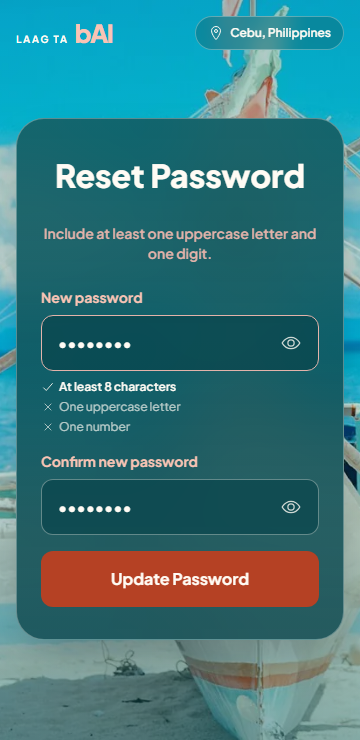 LAAG TA bAI
Cebu, Philippines
Reset Password
Include at least one uppercase letter and
one digit.
New password
••••••••
At least 8 characters
One uppercase letter
One number
Confirm new password
••••••••
Update Password